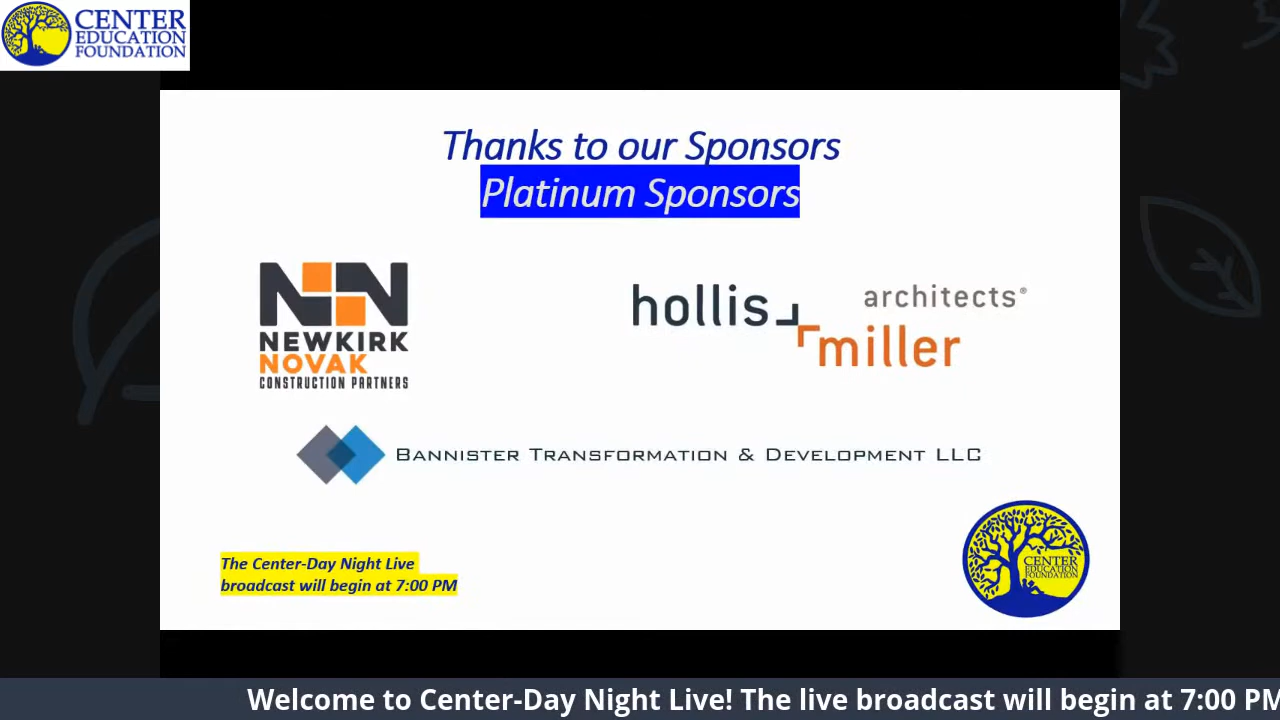 CENTER
EDUCATION
FOUNDATION
Thanks to our Sponsors
Platinum Sponsors
NEWKIRK
NOVAK
CONSTRUCTION PARTNERS
hollis
architects®
miller
BANNISTER TRANSFORMATION & DEVELOPMENT LLC
The Center-Day Night Live
broadcast will begin at 7:00 PM
CENTER
EDUCATION
FOUNDATION
Welcome to Center-Day Night Live! The live broadcast will begin at 7:00 PM